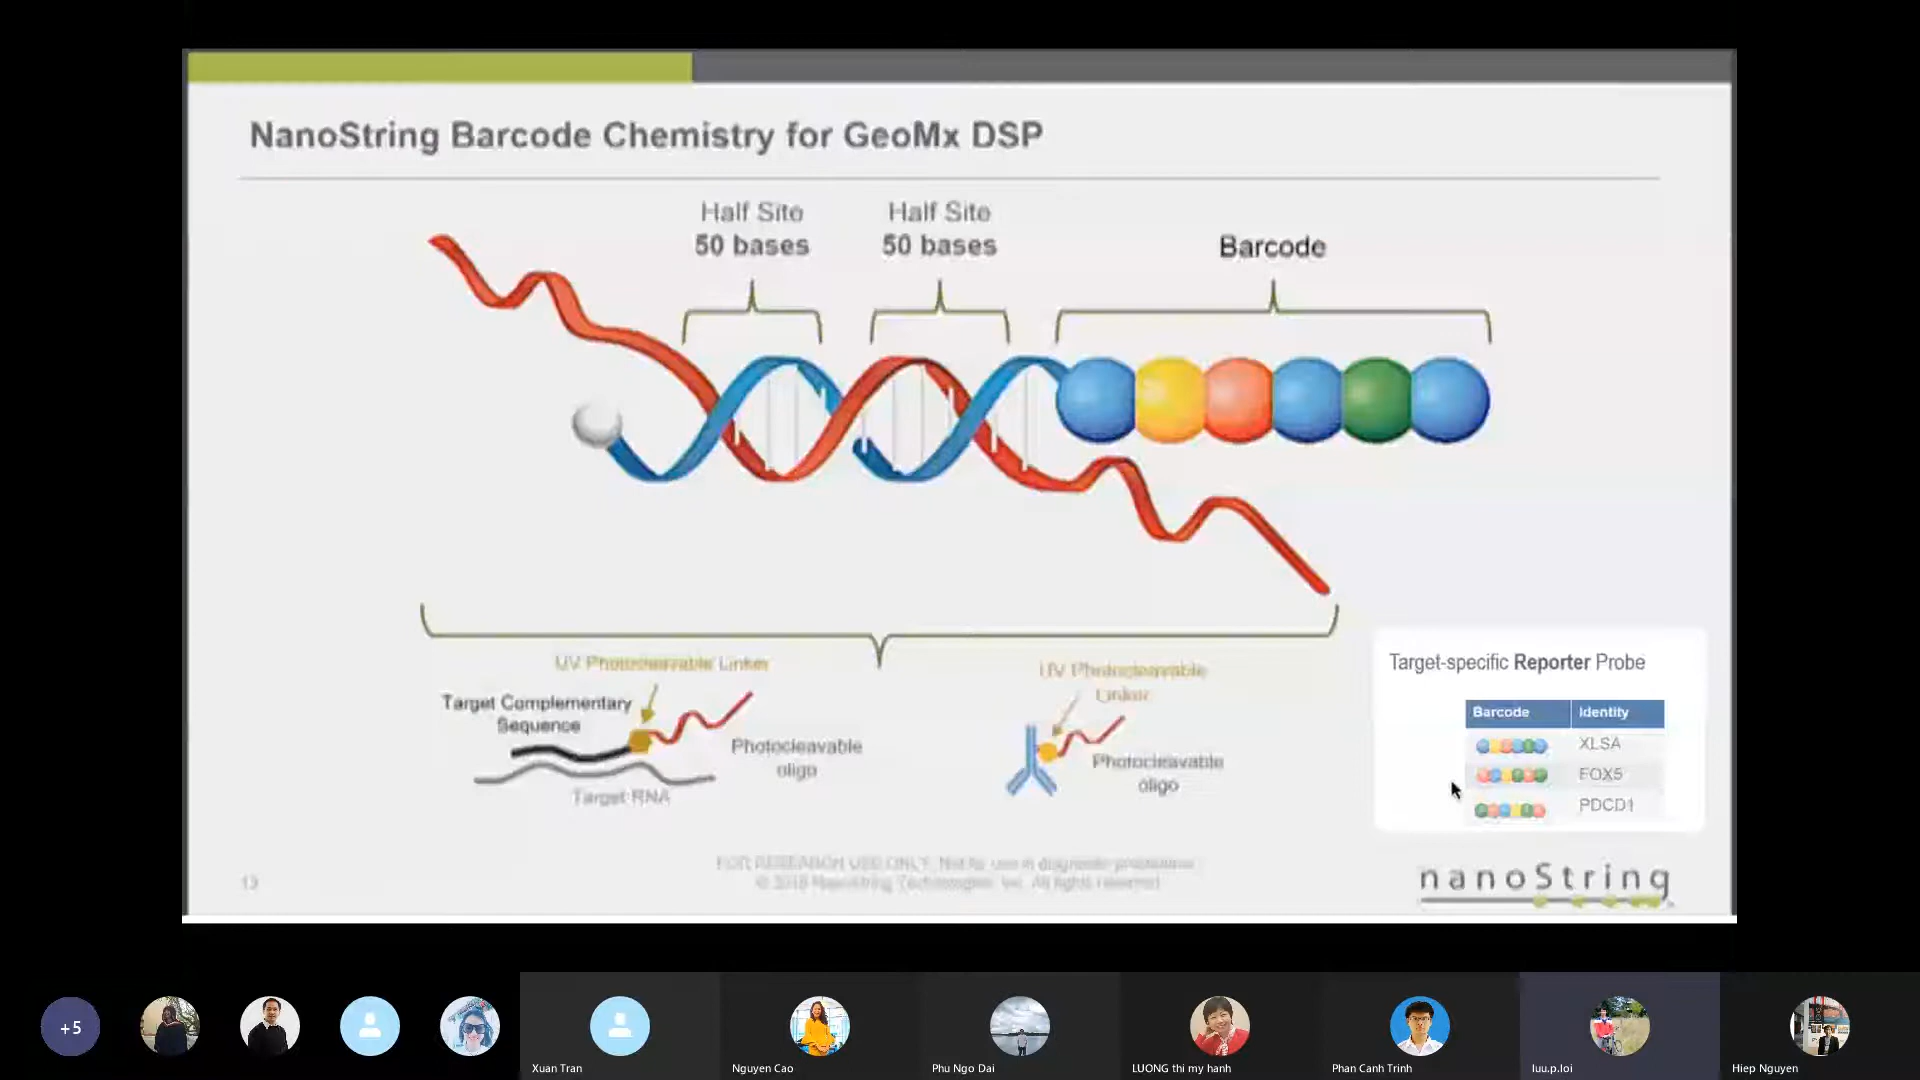 NanoString Barcode Chemistry for GeoMx DSP
Half Site
50 bases
Half Site
50 bases
Barcode
UV Photocleavable Linker
Target Complementary
Sequence
Photocleavable
oligo
Target RNA
UV Photocleavable
Linker
Photocleavable
oligo
Target-specific Reporter Probe
Barcode Identity
XLSA
FOX5
PDCD1
FOR RESEARCH USE ONLY. Not for use in diagnostic procedures.
© 2018 NanoString Technologies, Inc. All rights reserved.
13
nanoString
+5
Xuan Tran
Nguyen Cao
Phu Ngo Dai
LUONG thi my hanh
Phan Canh Trinh
luu.p.loi
Hiep Nguyen